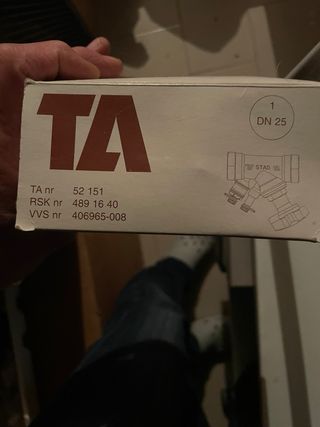 TA
1
DN 25
STAD
TA nr 52 151
RSK nr 489 16 40
VVS nr 406965-008